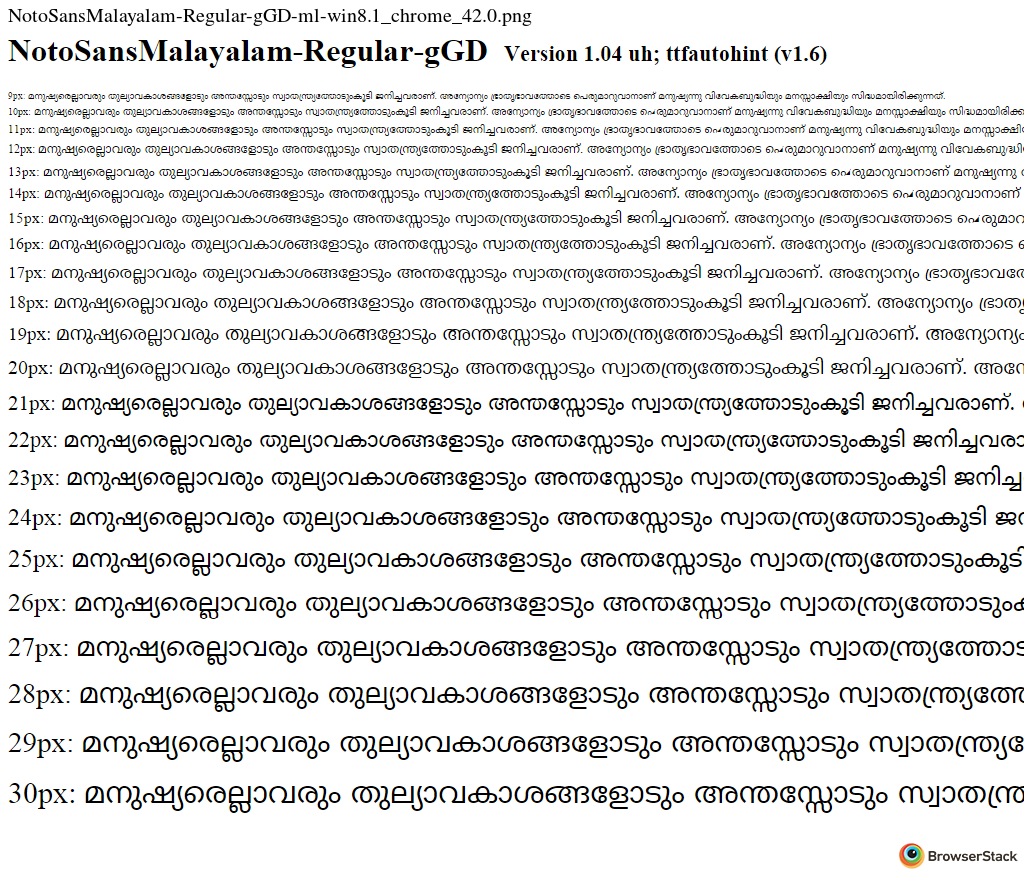 NotoSansMalayalam-Regular-gGD-ml-win8.1_chrome_42.0.png
NotoSansMalayalam-Regular-gGD Version 1.04 uh; ttfautohint (v1.6)
9px: മനുഷ്യരെല്ലാവരും തുല്യാവകാശങ്ങളോടും അന്തസ്സോടും സ്വാതന്ത്ര്യത്തോടുംകൂടി ജനിച്ചവരാണ്. അന്യോന്യം ഭ്രാതൃഭാവത്തോടെ പെരുമാറുവാനാണ് മനുഷ്യന്നു വിവേകബുദ്ധിയും മനസ്സാക്ഷിയും സിദ്ധമായിരിക്കുന്നത്.
10px: മനുഷ്യരെല്ലാവരും തുല്യാവകാശങ്ങളോടും അന്തസ്സോടും സ്വാതന്ത്ര്യത്തോടുംകൂടി ജനിച്ചവരാണ്. അന്യോന്യം ഭ്രാതൃഭാവത്തോടെ പെരുമാറുവാനാണ് മനുഷ്യന്നു വിവേകബുദ്ധിയും മനസ്സാക്ഷിയും സിദ്ധമായിരിക്ക
11px: മനുഷ്യരെല്ലാവരും തുല്യാവകാശങ്ങളോടും അന്തസ്സോടും സ്വാതന്ത്ര്യത്തോടുംകൂടി ജനിച്ചവരാണ്. അന്യോന്യം ഭ്രാതൃഭാവത്തോടെ പെരുമാറുവാനാണ് മനുഷ്യന്നു വിവേകബുദ്ധിയും മനസ്സാക്ഷി
12px: മനുഷ്യരെല്ലാവരും തുല്യാവകാശങ്ങളോടും അന്തസ്സോടും സ്വാതന്ത്ര്യത്തോടുംകൂടി ജനിച്ചവരാണ്. അന്യോന്യം ഭ്രാതൃഭാവത്തോടെ പെരുമാറുവാനാണ് മനുഷ്യന്നു വിവേകബുദ്ധി
13px: മനുഷ്യരെല്ലാവരും തുല്യാവകാശങ്ങളോടും അന്തസ്സോടും സ്വാതന്ത്ര്യത്തോടുംകൂടി ജനിച്ചവരാണ്. അന്യോന്യം ഭ്രാതൃഭാവത്തോടെ പെരുമാറുവാനാണ് മനുഷ്യന്നു
14px: മനുഷ്യരെല്ലാവരും തുല്യാവകാശങ്ങളോടും അന്തസ്സോടും സ്വാതന്ത്ര്യത്തോടുംകൂടി ജനിച്ചവരാണ്. അന്യോന്യം ഭ്രാതൃഭാവത്തോടെ പെരുമാറുവാനാണ്
15px: മനുഷ്യരെല്ലാവരും തുല്യാവകാശങ്ങളോടും അന്തസ്സോടും സ്വാതന്ത്ര്യത്തോടുംകൂടി ജനിച്ചവരാണ്. അന്യോന്യം ഭ്രാതൃഭാവത്തോടെ പെരുമാറ
16px: മനുഷ്യരെല്ലാവരും തുല്യാവകാശങ്ങളോടും അന്തസ്സോടും സ്വാതന്ത്ര്യത്തോടുംകൂടി ജനിച്ചവരാണ്. അന്യോന്യം ഭ്രാതൃഭാവത്തോടെ
17px: മനുഷ്യരെല്ലാവരും തുല്യാവകാശങ്ങളോടും അന്തസ്സോടും സ്വാതന്ത്ര്യത്തോടുംകൂടി ജനിച്ചവരാണ്. അന്യോന്യം ഭ്രാതൃഭാവത്തോ
18px: മനുഷ്യരെല്ലാവരും തുല്യാവകാശങ്ങളോടും അന്തസ്സോടും സ്വാതന്ത്ര്യത്തോടുംകൂടി ജനിച്ചവരാണ്. അന്യോന്യം ഭ്രാതൃ
19px: മനുഷ്യരെല്ലാവരും തുല്യാവകാശങ്ങളോടും അന്തസ്സോടും സ്വാതന്ത്ര്യത്തോടുംകൂടി ജനിച്ചവരാണ്. അന്യോന്യം
20px: മനുഷ്യരെല്ലാവരും തുല്യാവകാശങ്ങളോടും അന്തസ്സോടും സ്വാതന്ത്ര്യത്തോടുംകൂടി ജനിച്ചവരാണ്. അന്യോ
21px: മനുഷ്യരെല്ലാവരും തുല്യാവകാശങ്ങളോടും അന്തസ്സോടും സ്വാതന്ത്ര്യത്തോടുംകൂടി ജനിച്ചവരാണ്.
22px: മനുഷ്യരെല്ലാവരും തുല്യാവകാശങ്ങളോടും അന്തസ്സോടും സ്വാതന്ത്ര്യത്തോടുംകൂടി ജനിച്ചവരാ
23px: മനുഷ്യരെല്ലാവരും തുല്യാവകാശങ്ങളോടും അന്തസ്സോടും സ്വാതന്ത്ര്യത്തോടുംകൂടി ജനിച്ച
24px: മനുഷ്യരെല്ലാവരും തുല്യാവകാശങ്ങളോടും അന്തസ്സോടും സ്വാതന്ത്ര്യത്തോടുംകൂടി ജന
25px: മനുഷ്യരെല്ലാവരും തുല്യാവകാശങ്ങളോടും അന്തസ്സോടും സ്വാതന്ത്ര്യത്തോടുംകൂടി
26px: മനുഷ്യരെല്ലാവരും തുല്യാവകാശങ്ങളോടും അന്തസ്സോടും സ്വാതന്ത്ര്യത്തോടുംക
27px: മനുഷ്യരെല്ലാവരും തുല്യാവകാശങ്ങളോടും അന്തസ്സോടും സ്വാതന്ത്ര്യത്തോട
28px: മനുഷ്യരെല്ലാവരും തുല്യാവകാശങ്ങളോടും അന്തസ്സോടും സ്വാതന്ത്ര്യത്തോ
29px: മനുഷ്യരെല്ലാവരും തുല്യാവകാശങ്ങളോടും അന്തസ്സോടും സ്വാതന്ത്ര്യ
30px: മനുഷ്യരെല്ലാവരും തുല്യാവകാശങ്ങളോടും അന്തസ്സോടും സ്വാതന്ത്ര
BrowserStack